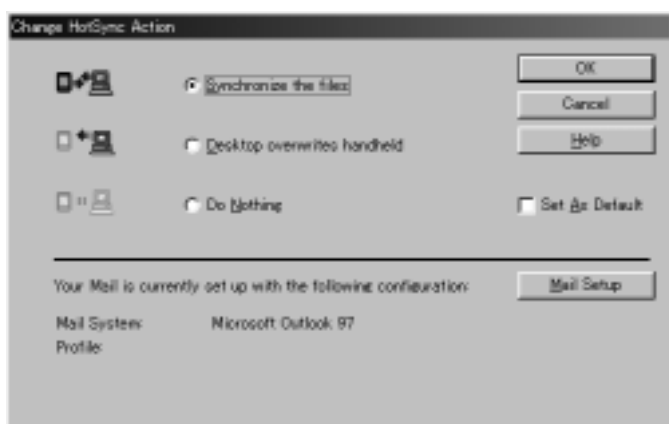 Change HotSync Action
Synchronize the files
OK
Cancel
Desktop overwrites handheld
Help
Do Nothing
Set As Default
Your Mail is currently set up with the following configuration:
Mail Setup
Mail System: Microsoft Outlook 97
Profile: